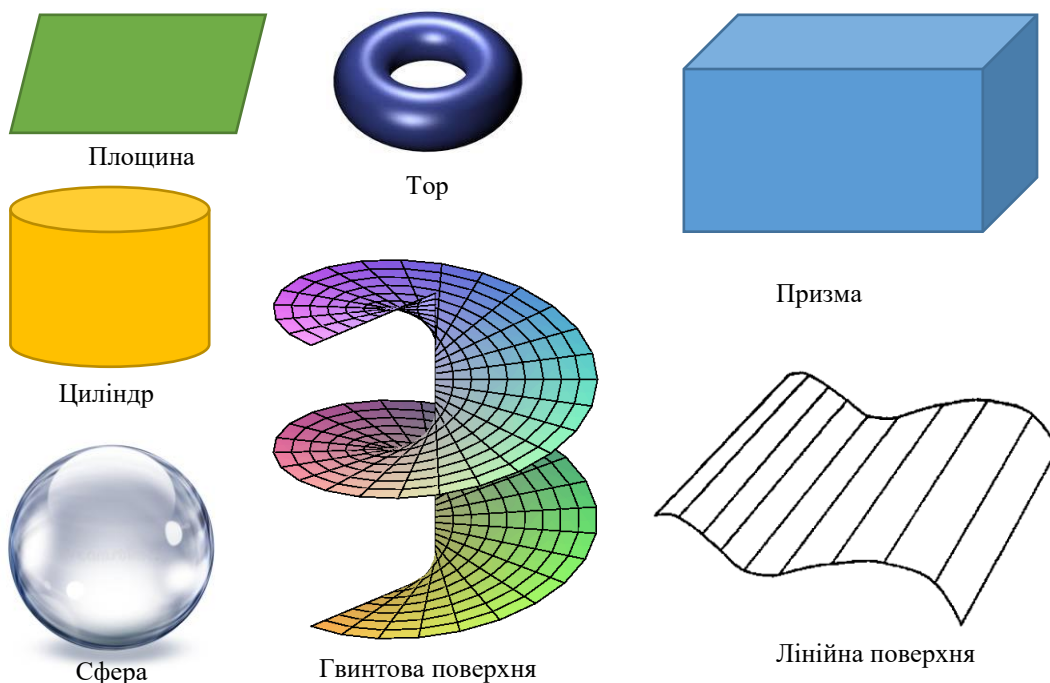 Площина
Тор
Призма
Циліндр
Сфера
Гвинтова поверхня
Лінійна поверхня